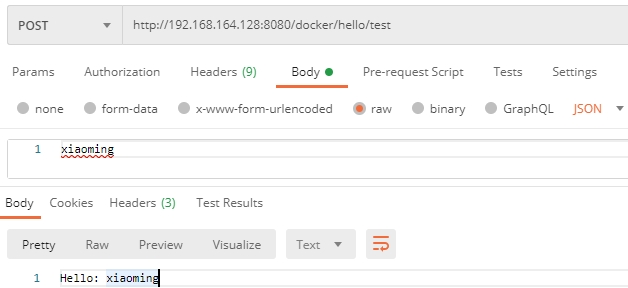 POST http://192.168.164.128:8080/docker/hello/test
Params Authorization Headers (9) Body Pre-request Script Tests Settings
none form-data x-www-form-urlencoded raw binary GraphQL JSON
1 xiaoming
Body Cookies Headers (3) Test Results
Pretty Raw Preview Visualize Text
1 Hello: xiaoming